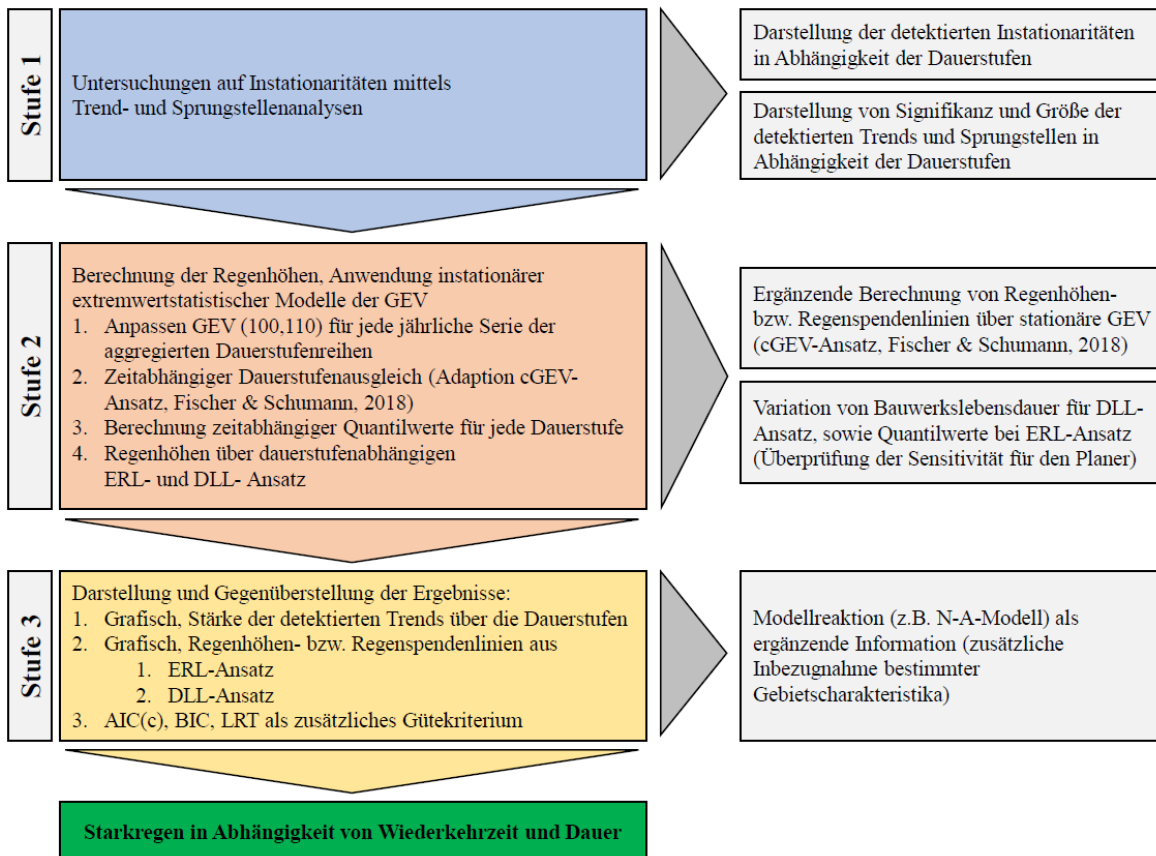 Stufe 1
Untersuchungen auf Instationaritäten mittels
Trend- und Sprungstellenanalysen
Darstellung der detektierten Instationaritäten
in Abhängigkeit der Dauerstufen
Darstellung von Signifikanz und Größe der
detektierten Trends und Sprungstellen in
Abhängigkeit der Dauerstufen
Stufe 2
Berechnung der Regenhöhen, Anwendung instationärer
extremwertstatistischer Modelle der GEV
1. Anpassen GEV (100,110) für jede jährliche Serie der
aggregierten Dauerstufenreihen
2. Zeitabhängiger Dauerstufenausgleich (Adaption cGEV-
Ansatz, Fischer & Schumann, 2018)
3. Berechnung zeitabhängiger Quantilwerte für jede Dauerstufe
4. Regenhöhen über dauerstufenabhängigen
ERL- und DLL- Ansatz
Ergänzende Berechnung von Regenhöhen-
bzw. Regenspendenlinien über stationäre GEV
(cGEV-Ansatz, Fischer & Schumann, 2018)
Variation von Bauwerkslebensdauer für DLL-
Ansatz, sowie Quantilwerte bei ERL-Ansatz
(Überprüfung der Sensitivität für den Planer)
Stufe 3
Darstellung und Gegenüberstellung der Ergebnisse:
1. Grafisch, Stärke der detektierten Trends über die Dauerstufen
2. Grafisch, Regenhöhen- bzw. Regenspendenlinien aus
1. ERL-Ansatz
2. DLL-Ansatz
3. AIC(c), BIC, LRT als zusätzliches Gütekriterium
Modellreaktion (z.B. N-A-Modell) als
ergänzende Information (zusätzliche
Inbezugnahme bestimmter
Gebietscharakteristika)
Starkregen in Abhängigkeit von Wiederkehrzeit und Dauer